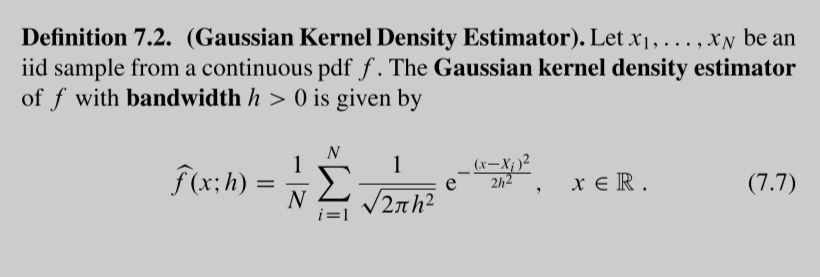 Definition 7.2. (Gaussian Kernel Density Estimator). Let x₁, . . . , x_N be an
iid sample from a continuous pdf f. The Gaussian kernel density estimator
of f with bandwidth h > 0 is given by
f̂(x; h) = 1/N ∑_{i=1}^{N} 1/√(2πh²) e^{−(x−X_i)²/(2h²)}, x ∈ ℝ. (7.7)